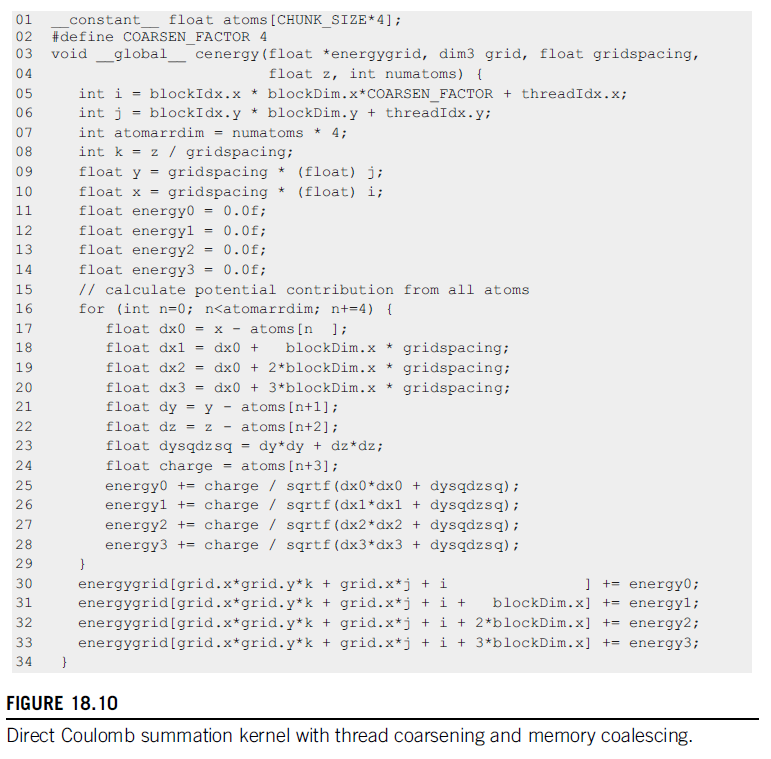 01   __constant__ float atoms[CHUNK_SIZE*4];
02  #define COARSEN_FACTOR 4
03  void __global__ cenergy(float *energygrid, dim3 grid, float gridspacing,
04                          float z, int numatoms) {
05     int i = blockIdx.x * blockDim.x*COARSEN_FACTOR + threadIdx.x;
06     int j = blockIdx.y * blockDim.y + threadIdx.y;
07     int atomarrdim = numatoms * 4;
08     int k = z / gridspacing;
09     float y = gridspacing * (float) j;
10     float x = gridspacing * (float) i;
11     float energy0 = 0.0f;
12     float energy1 = 0.0f;
13     float energy2 = 0.0f;
14     float energy3 = 0.0f;
15     // calculate potential contribution from all atoms
16     for (int n=0; n<atomarrdim; n+=4) {
17        float dx0 = x - atoms[n  ];
18        float dx1 = dx0 +   blockDim.x * gridspacing;
19        float dx2 = dx0 + 2*blockDim.x * gridspacing;
20        float dx3 = dx0 + 3*blockDim.x * gridspacing;
21        float dy = y - atoms[n+1];
22        float dz = z - atoms[n+2];
23        float dysqdzsq = dy*dy + dz*dz;
24        float charge = atoms[n+3];
25        energy0 += charge / sqrtf(dx0*dx0 + dysqdzsq);
26        energy1 += charge / sqrtf(dx1*dx1 + dysqdzsq);
27        energy2 += charge / sqrtf(dx2*dx2 + dysqdzsq);
28        energy3 += charge / sqrtf(dx3*dx3 + dysqdzsq);
29     }
30     energygrid[grid.x*grid.y*k + grid.x*j + i               ] += energy0;
31     energygrid[grid.x*grid.y*k + grid.x*j + i +   blockDim.x] += energy1;
32     energygrid[grid.x*grid.y*k + grid.x*j + i + 2*blockDim.x] += energy2;
33     energygrid[grid.x*grid.y*k + grid.x*j + i + 3*blockDim.x] += energy3;
34   }
FIGURE 18.10
Direct Coulomb summation kernel with thread coarsening and memory coalescing.